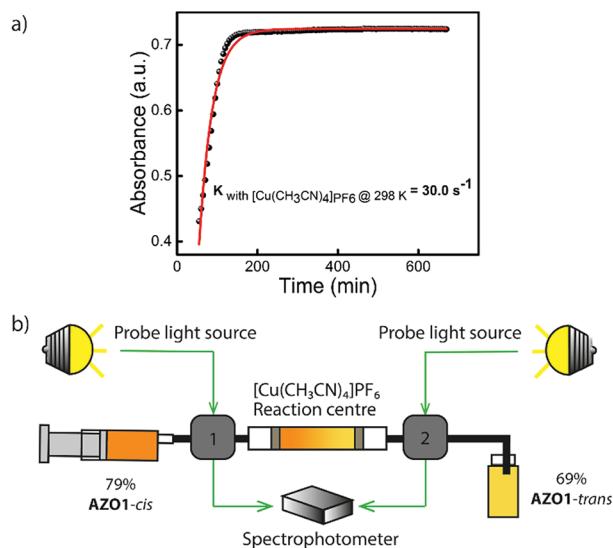 a)
0.7
0.6
0.5
0.4
Absorbance (a.u.)
K with [Cu(CH3CN)4]PF6 @ 298 K = 30.0 s-1
0 200 400 600
Time (min)
b)
Probe light source Probe light source
[Cu(CH₃CN)₄]PF₆
Reaction centre
1 2
79%
AZO1-cis
69%
AZO1-trans
Spectrophotometer